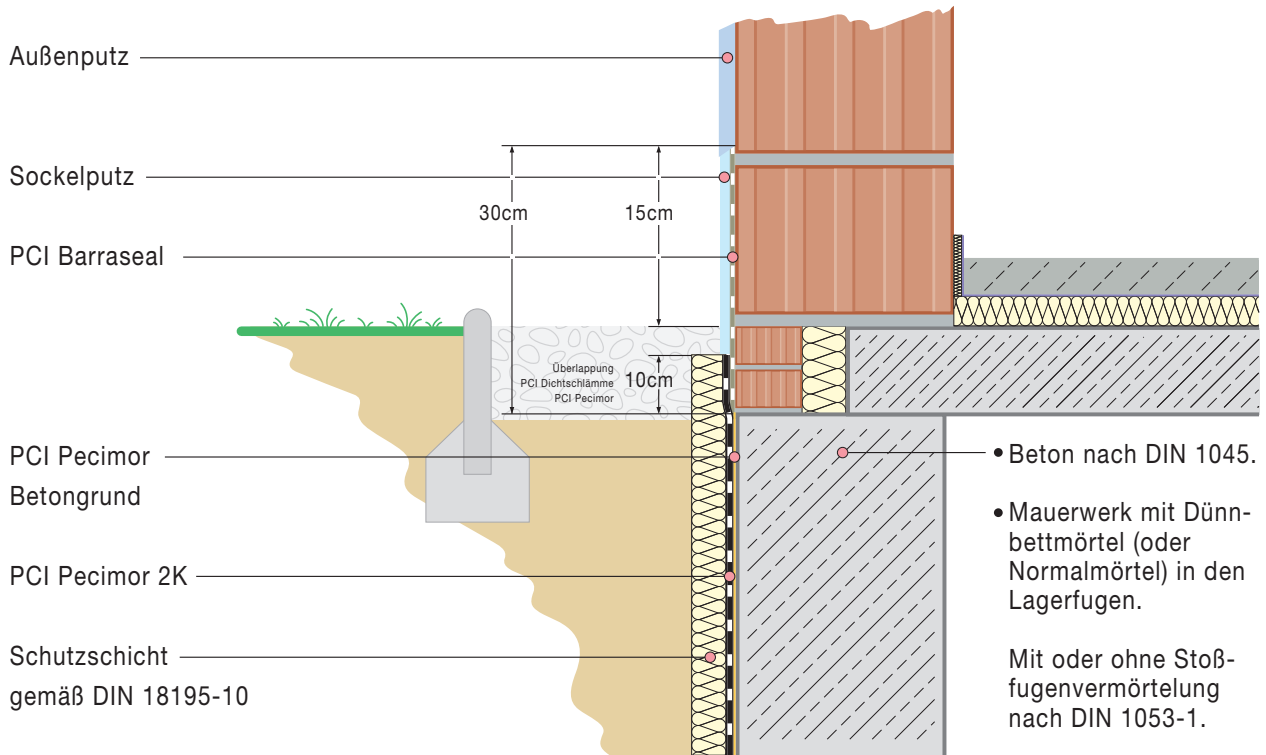 Außenputz
Sockelputz
30cm
15cm
PCI Barraseal
Überlappung
PCI Dichtschlämme
PCI Pecimor
10cm
PCI Pecimor
Betongrund
PCI Pecimor 2K
Schutzschicht
gemäß DIN 18195-10
• Beton nach DIN 1045.
• Mauerwerk mit Dünn-
bettmörtel (oder
Normalmörtel) in den
Lagerfugen.
Mit oder ohne Stoß-
fugenvermörtelung
nach DIN 1053-1.